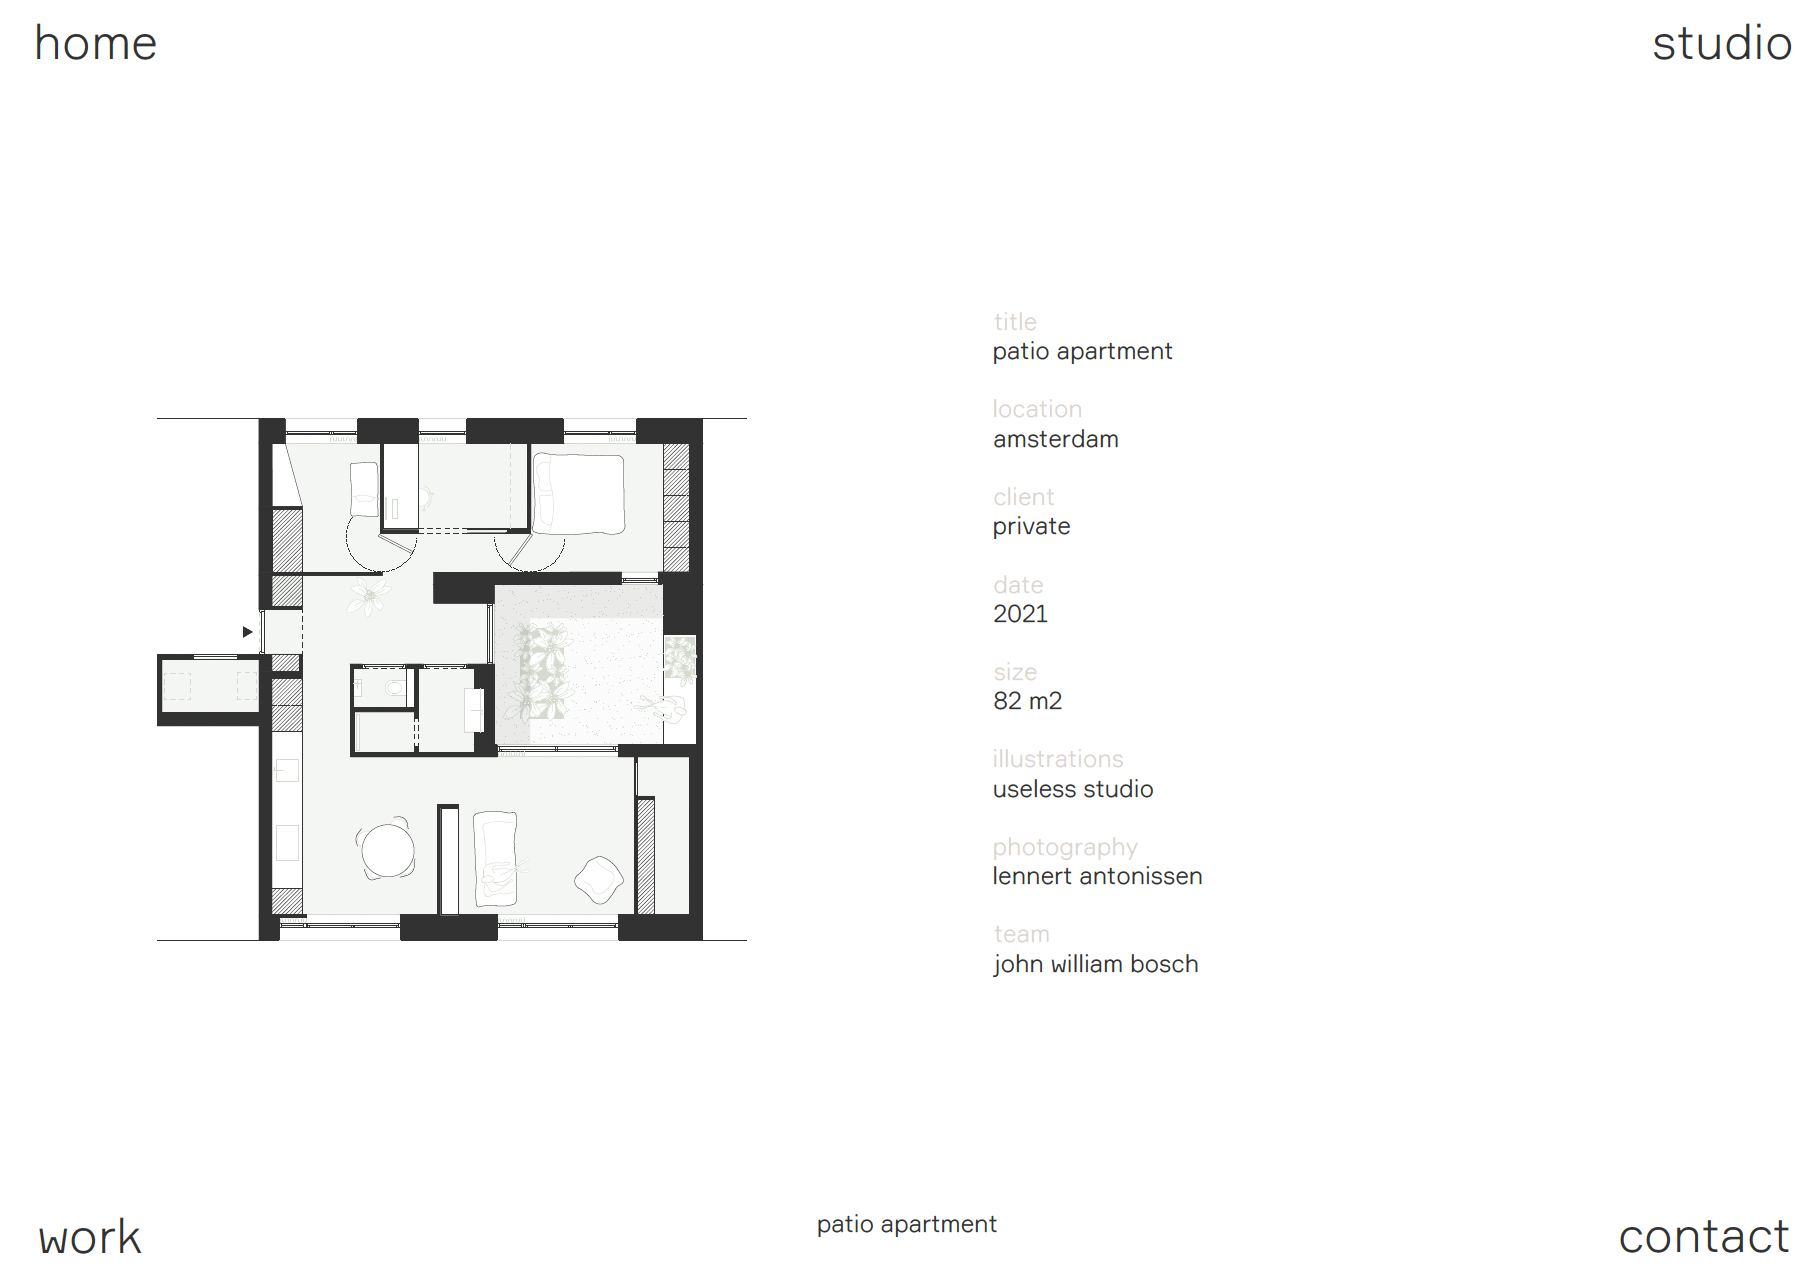 home
studio
title
patio apartment
location
amsterdam
client
private
date
2021
size
82 m2
illustrations
useless studio
photography
lennert antonissen
team
john william bosch
work
patio apartment
contact